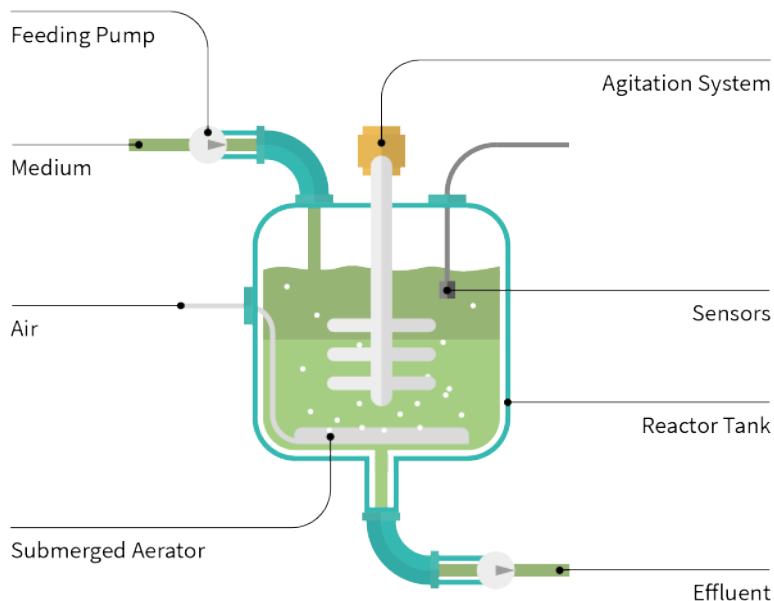 Feeding Pump
Agitation System
Medium
Air
Sensors
Reactor Tank
Submerged Aerator
Effluent